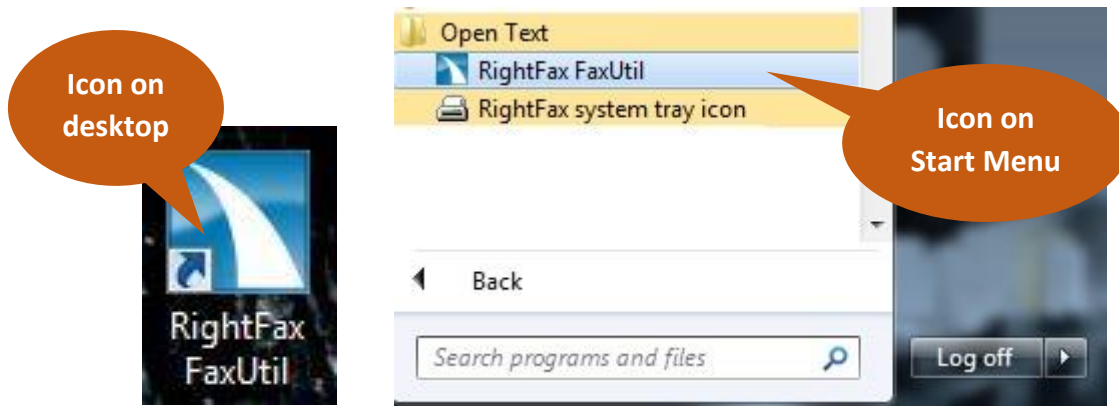 Icon on
desktop
RightFax
FaxUtil
Open Text
RightFax FaxUtil
RightFax system tray icon
Icon on
Start Menu
Back
Search programs and files
Log off